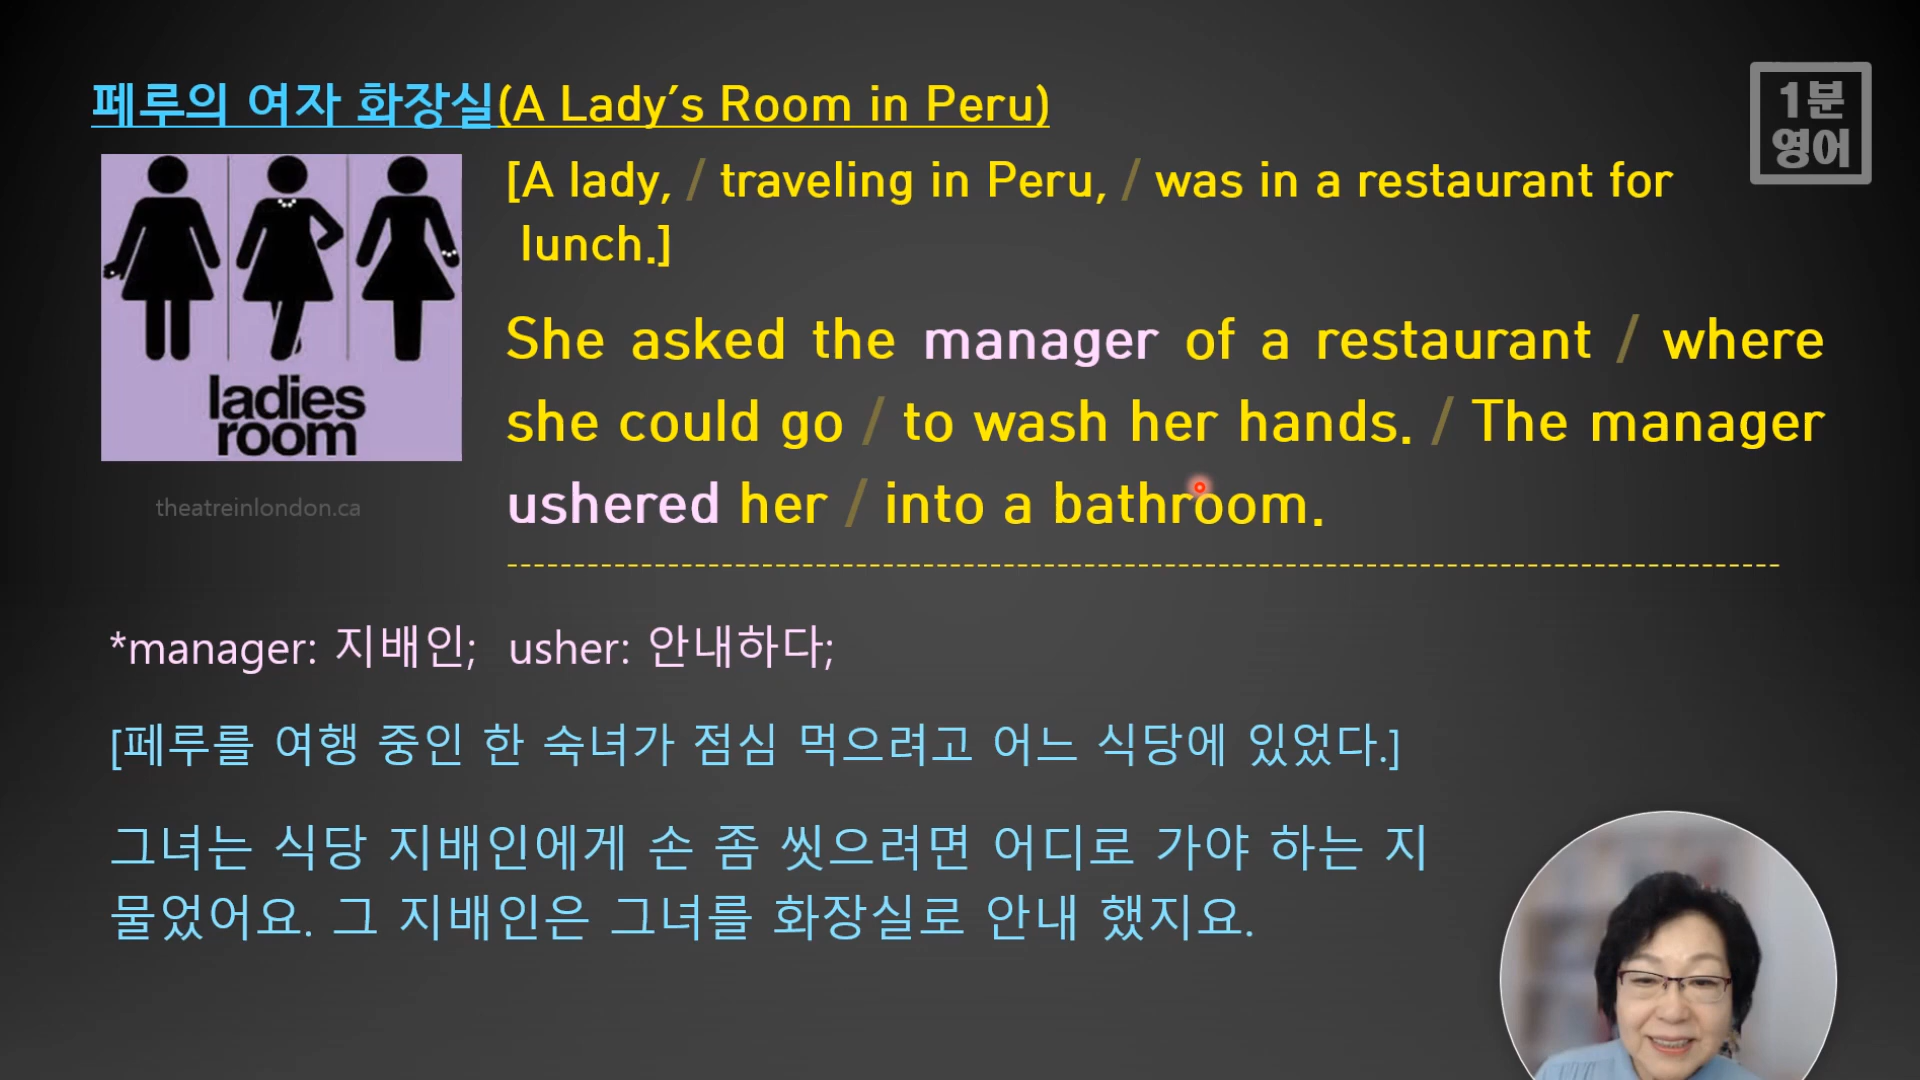 페루의 여자 화장실(A Lady's Room in Peru)
1분
영어
[A lady, / traveling in Peru, / was in a restaurant for
lunch.]
She asked the manager of a restaurant / where
she could go / to wash her hands. / The manager
ushered her / into a bathroom.
ladies
room
theatreinlondon.ca
*manager: 지배인; usher: 안내하다;
[페루를 여행 중인 한 숙녀가 점심 먹으려고 어느 식당에 있었다.]
그녀는 식당 지배인에게 손 좀 씻으려면 어디로 가야 하는 지
물었어요. 그 지배인은 그녀를 화장실로 안내 했지요.